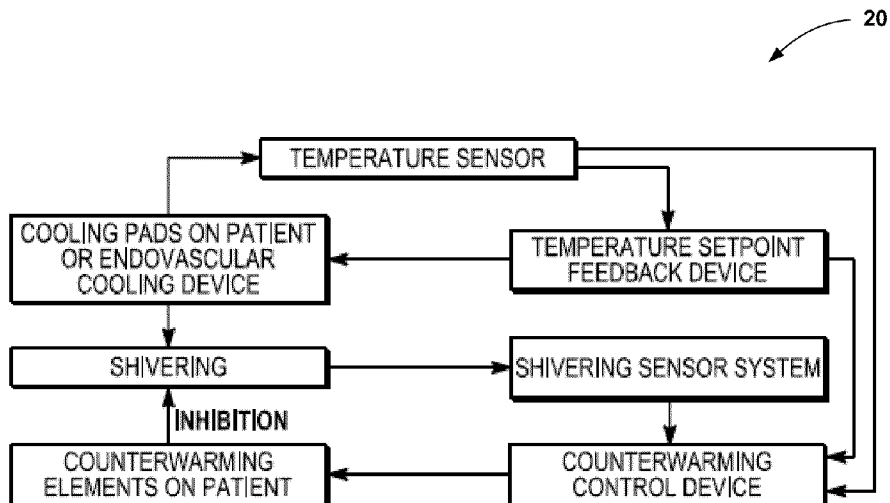 20
TEMPERATURE SENSOR
COOLING PADS ON PATIENT
OR ENDOVASCULAR
COOLING DEVICE
TEMPERATURE SETPOINT
FEEDBACK DEVICE
SHIVERING
SHIVERING SENSOR SYSTEM
INHIBITION
COUNTERWARMING
ELEMENTS ON PATIENT
COUNTERWARMING
CONTROL DEVICE